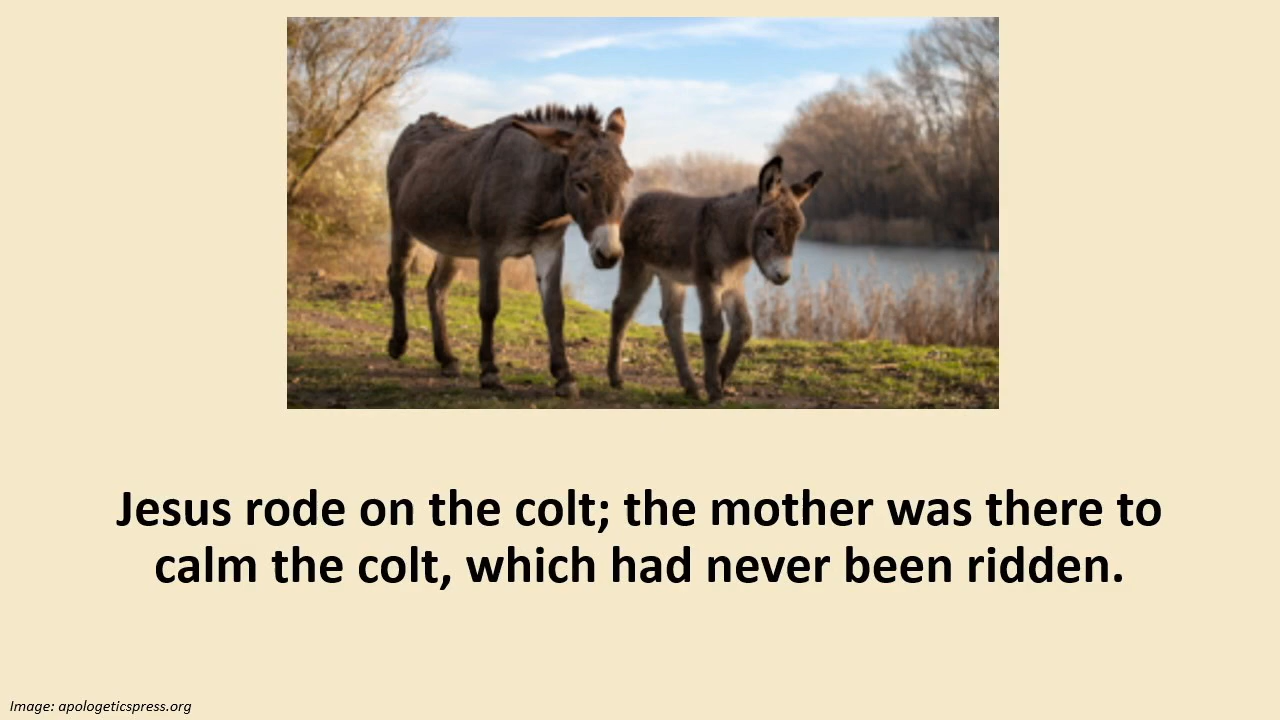 Jesus rode on the colt; the mother was there to
calm the colt, which had never been ridden.
Image: apologeticspress.org